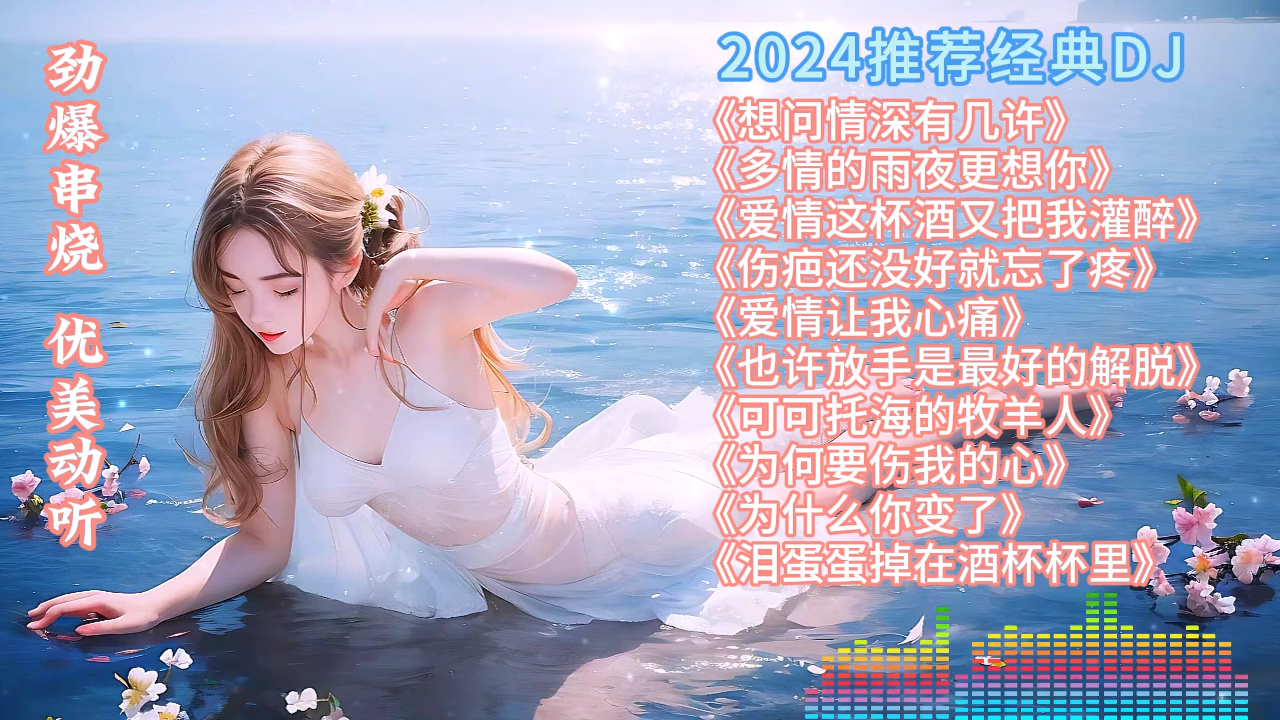 劲爆串烧 优美动听
2024推荐经典DJ
《想问情深有几许》
《多情的雨夜更想你》
《爱情这杯酒又把我灌醉》
《伤疤还没好就忘了疼》
《爱情让我心痛》
《也许放手是最好的解脱》
《可可托海的牧羊人》
《为何要伤我的心》
《为什么你变了》
《泪蛋蛋掉在酒杯杯里》